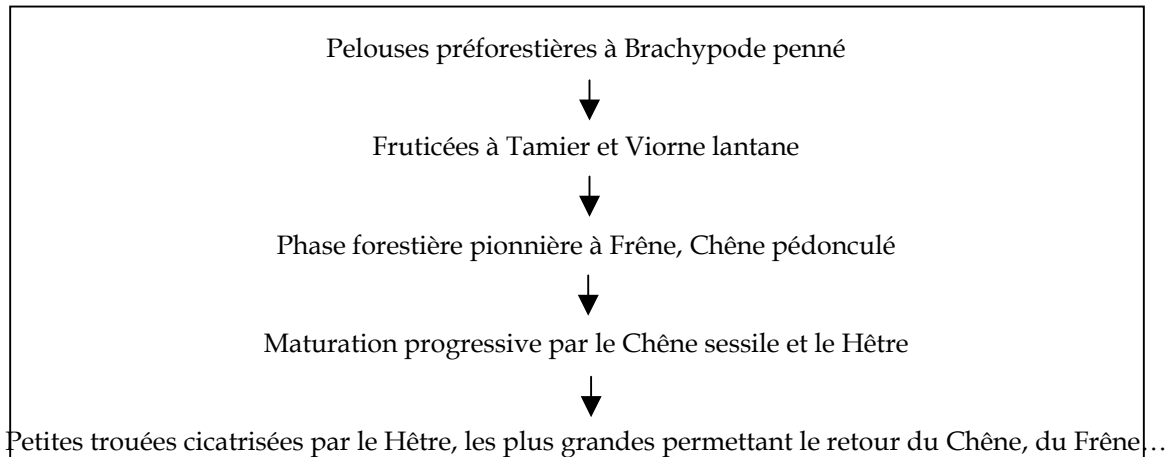 Pelouses préforestières à Brachypode penné
Fruticées à Tamier et Viorne lantane
Phase forestière pionnière à Frêne, Chêne pédonculé
Maturation progressive par le Chêne sessile et le Hêtre
Petites trouées cicatrisées par le Hêtre, les plus grandes permettant le retour du Chêne, du Frêne…